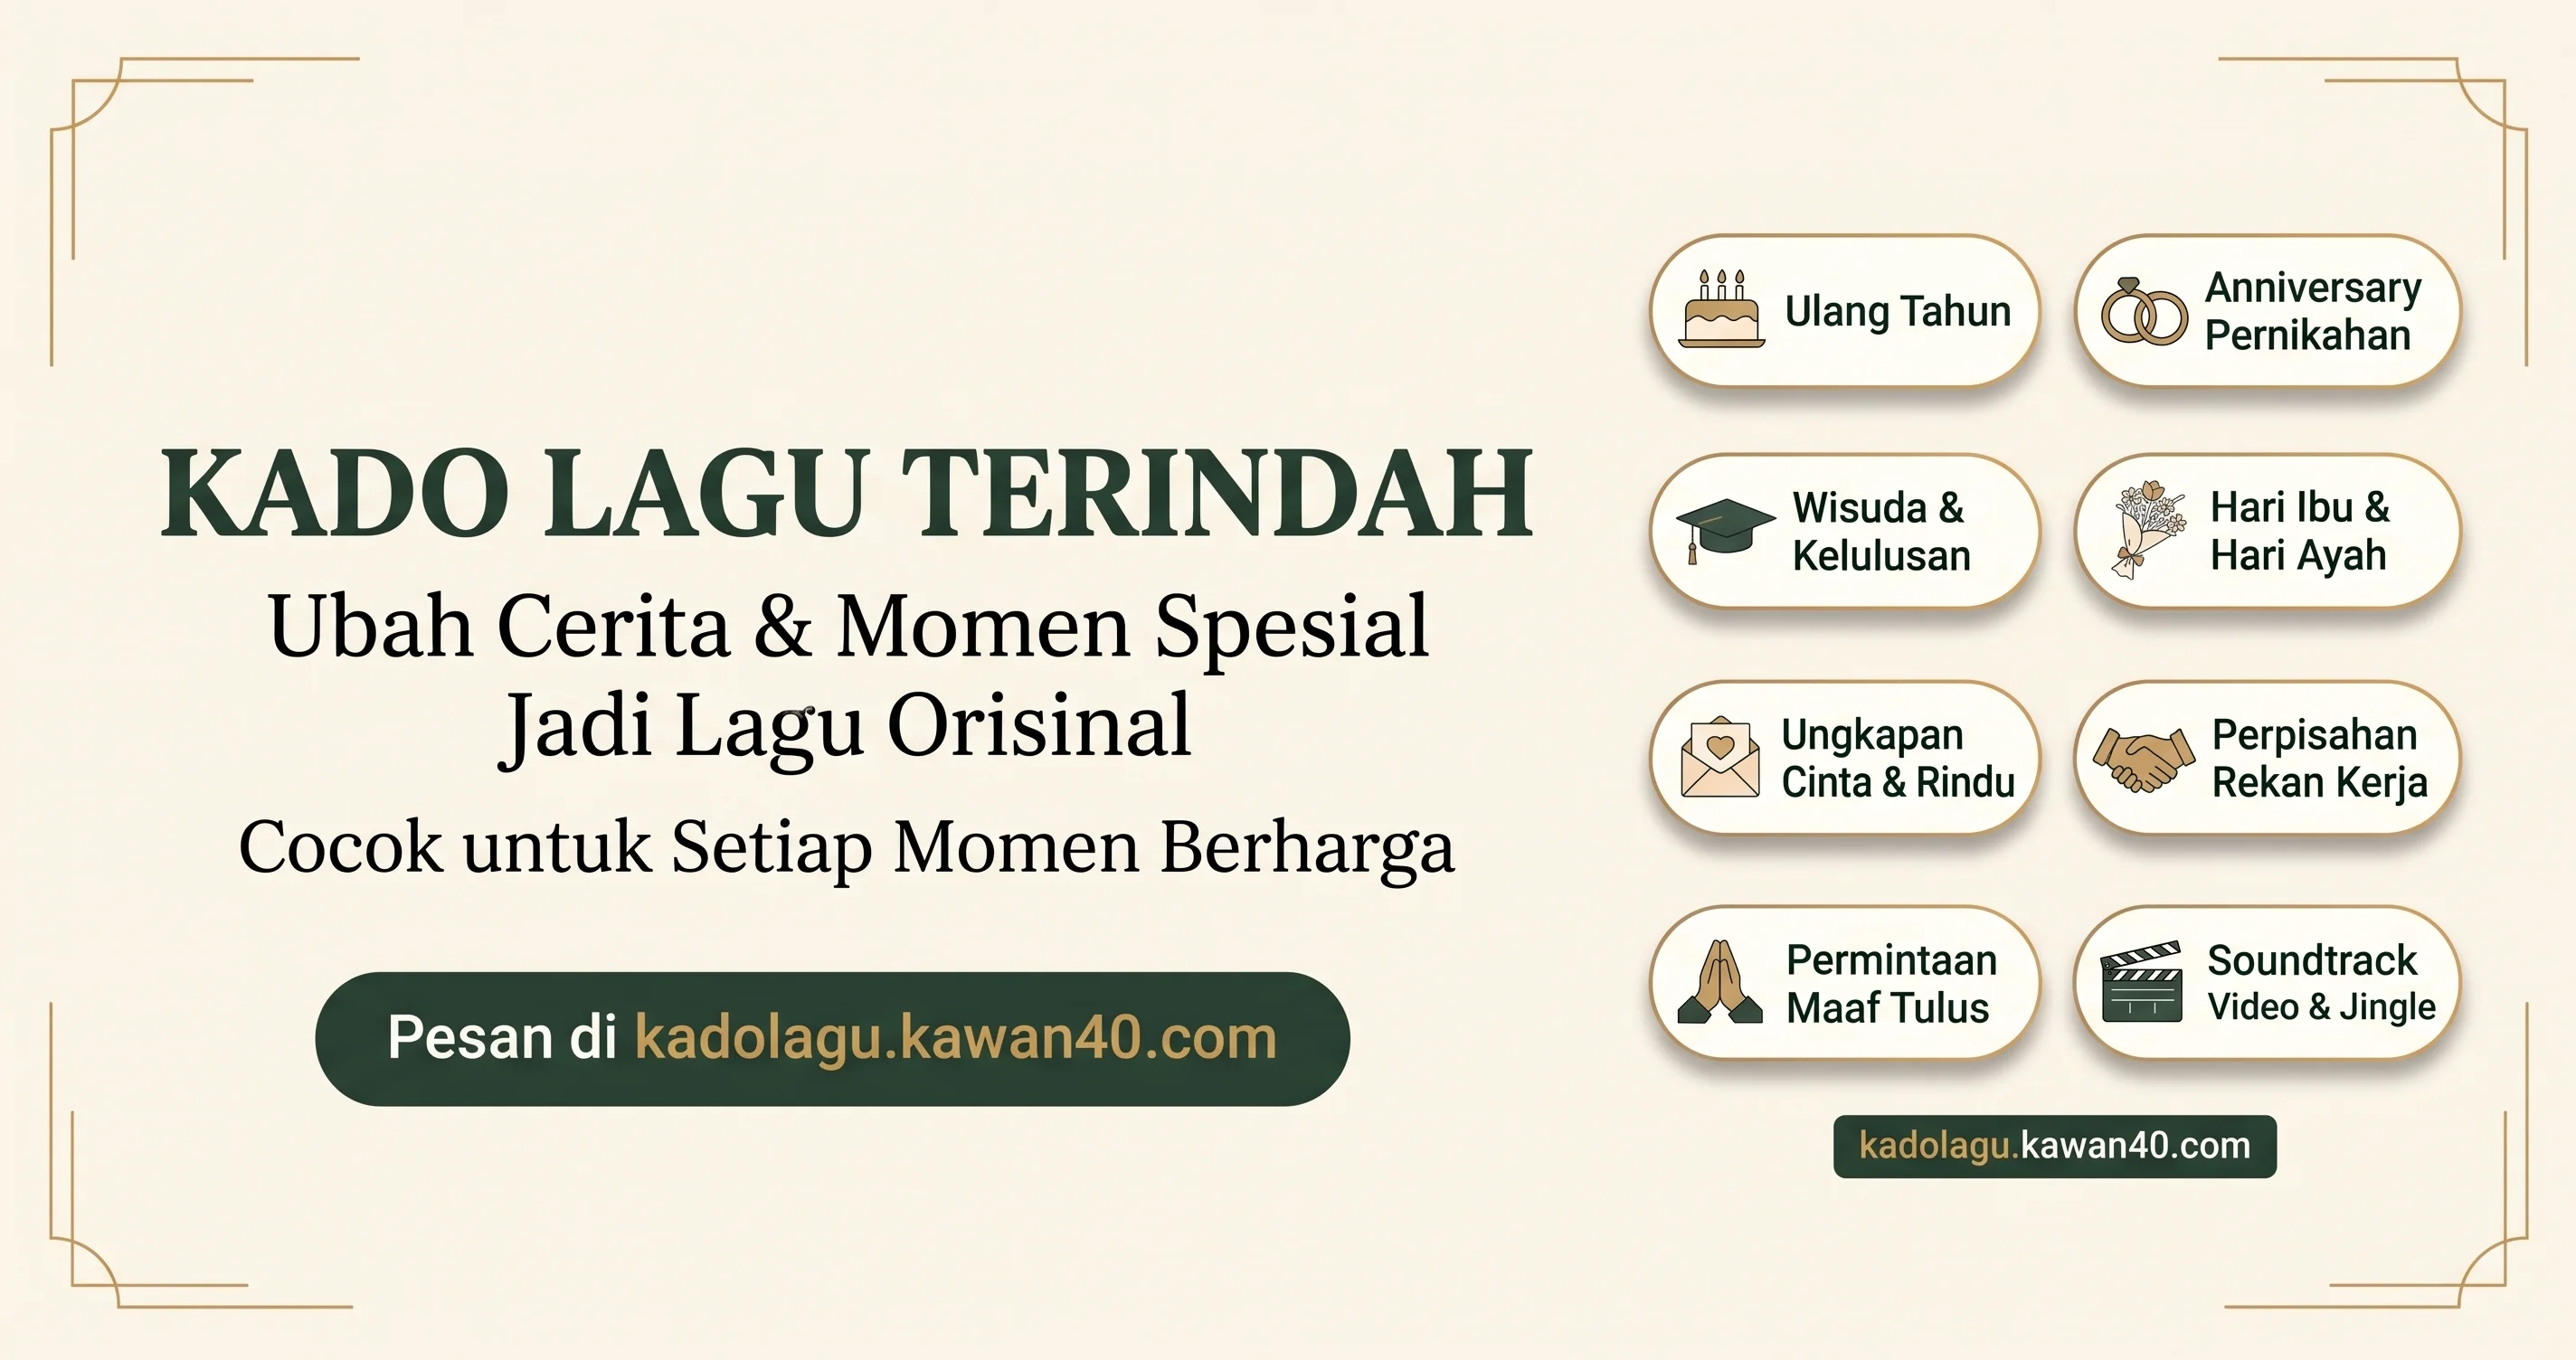 KADO LAGU TERINDAH
Ubah Cerita & Momen Spesial
Jadi Lagu Orisinal
Cocok untuk Setiap Momen Berharga
Pesan di kadolagu.kawan40.com
Ulang Tahun
Anniversary
Pernikahan
Wisuda &
Kelulusan
Hari Ibu &
Hari Ayah
Ungkapan
Cinta & Rindu
Perpisahan
Rekan Kerja
Permintaan
Maaf Tulus
Soundtrack
Video & Jingle
kadolagu.kawan40.com